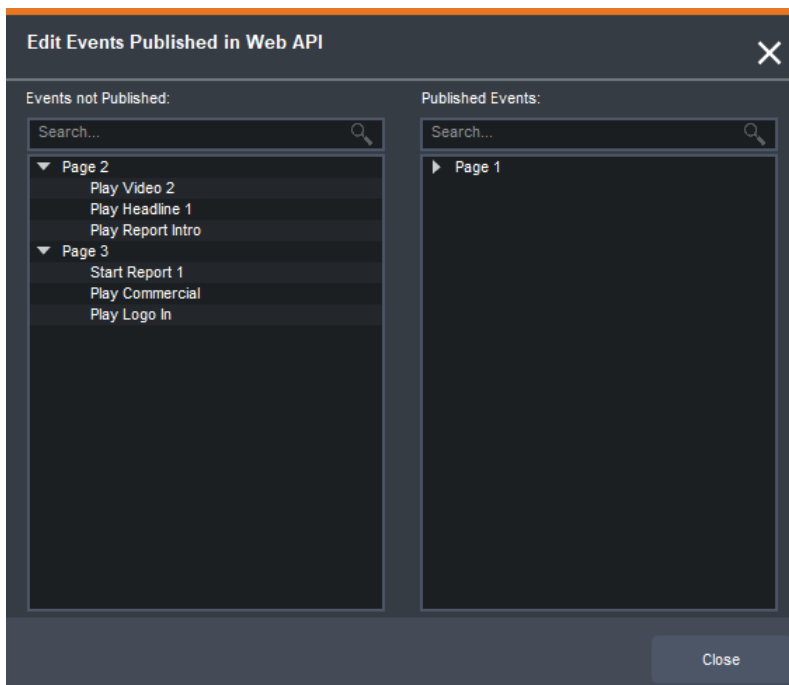 Edit Events Published in Web API
Events not Published:
Search...
Page 2
Play Video 2
Play Headline 1
Play Report Intro
Page 3
Start Report 1
Play Commercial
Play Logo In
Published Events:
Search...
Page 1
Close